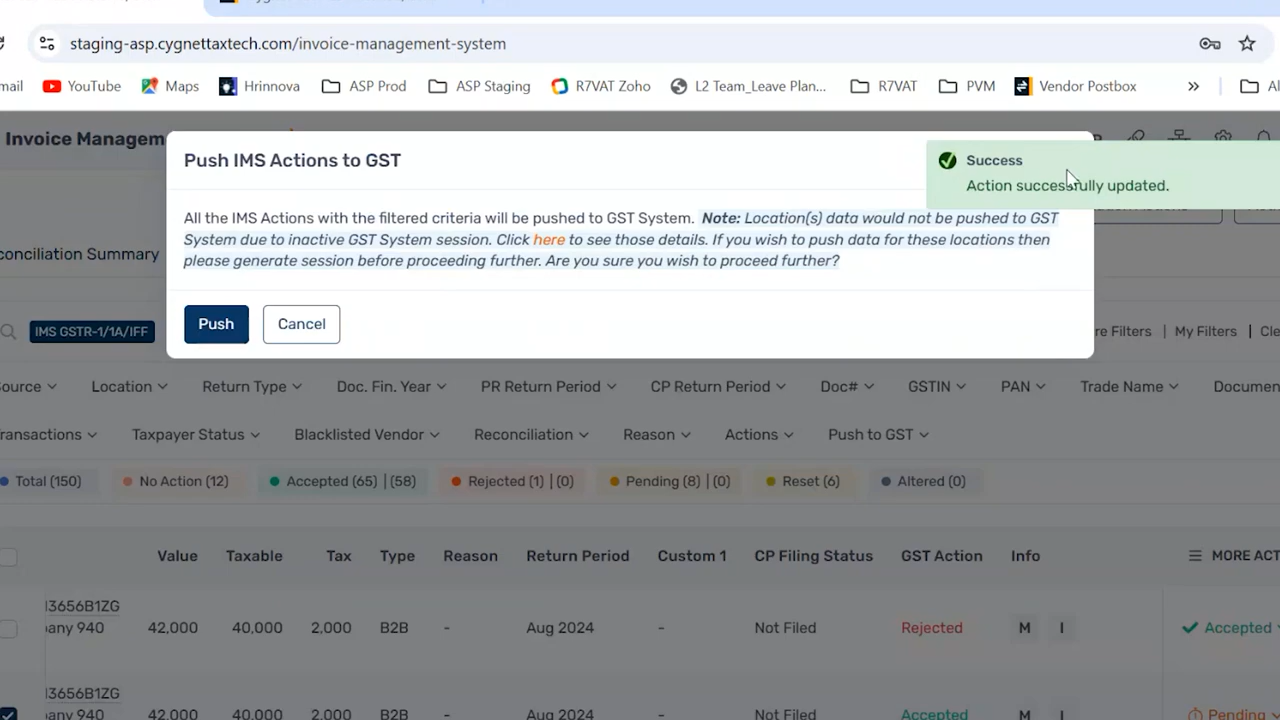 staging-asp.cygnettaxtech.com/invoice-management-system
mail YouTube Maps Hrinnova ASP Prod ASP Staging R7VAT Zoho L2 Team_Leave Plan... R7VAT PVM Vendor Postbox » Al
Invoice Managem
Push IMS Actions to GST
Success
Action successfully updated.
All the IMS Actions with the filtered criteria will be pushed to GST System. Note: Location(s) data would not be pushed to GST
System due to inactive GST System session. Click here to see those details. If you wish to push data for these locations then
please generate session before proceeding further. Are you sure you wish to proceed further?
conciliation Summary
Push Cancel
IMS GSTR-1/1A/IFF re Filters | My Filters | Cle
ource Location Return Type Doc. Fin. Year PR Return Period CP Return Period Doc# GSTIN PAN Trade Name Documen
ransactions Taxpayer Status Blacklisted Vendor Reconciliation Reason Actions Push to GST
Total (150) No Action (12) Accepted (65) | (58) Rejected (1) | (0) Pending (8) | (0) Reset (6) Altered (0)
Value Taxable Tax Type Reason Return Period Custom 1 CP Filing Status GST Action Info MORE ACT
3656B1ZG
any 940 42,000 40,000 2,000 B2B - Aug 2024 - Not Filed Rejected M I Accepted
3656B1ZG
any 940 42,000 40,000 2,000 B2B - Aug 2024 - Not Filed Accepted M I Pending